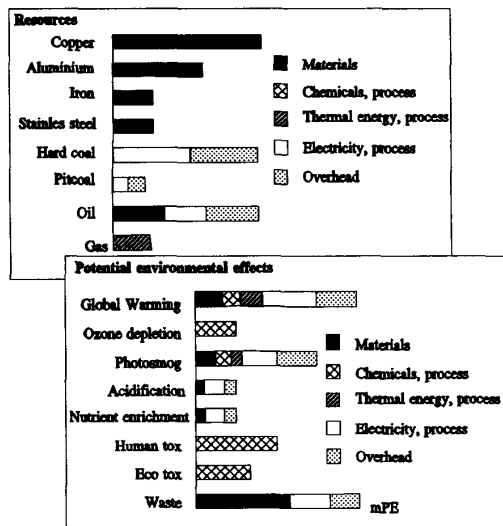 Resources
Copper
Aluminium
Iron
Stainles steel
Hard coal
Pitcoal
Oil
Gas
Materials
Chemicals, process
Thermal energy, process
Electricity, process
Overhead
Potential environmental effects
Global Warming
Ozone depletion
Photosmog
Acidification
Nutrient enrichment
Human tox
Eco tox
Waste
Materials
Chemicals, process
Thermal energy, process
Electricity, process
Overhead
mPE